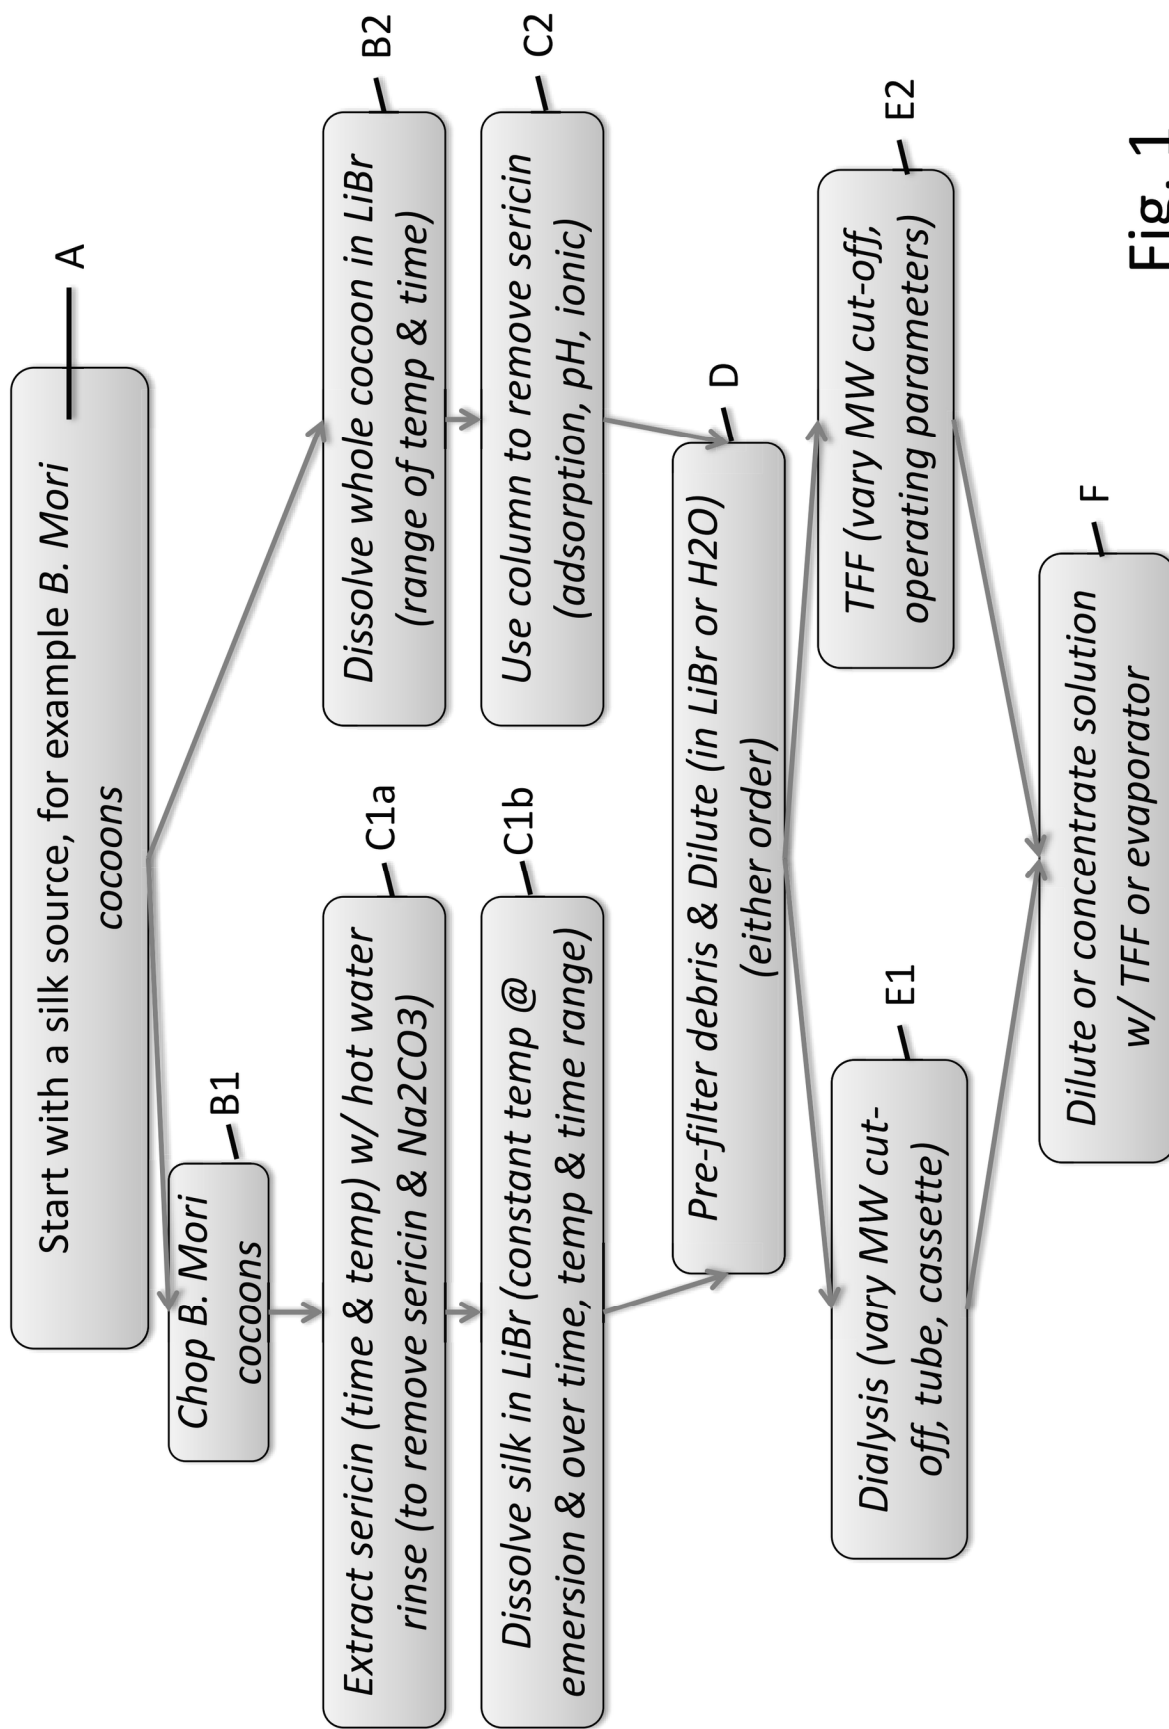 Start with a silk source, for example B. Mori
cocoons
A
Chop B. Mori
cocoons
B1
Extract sericin (time & temp) w/ hot water
rinse (to remove sericin & Na2CO3)
C1a
Dissolve whole cocoon in LiBr
(range of temp & time)
B2
Dissolve silk in LiBr (constant temp @
emersion & over time, temp & time range)
C1b
Use column to remove sericin
(adsorption, pH, ionic)
C2
Pre-filter debris & Dilute (in LiBr or H2O)
(either order)
D
Dialysis (vary MW cut-
off, tube, cassette)
E1
TFF (vary MW cut-off,
operating parameters)
E2
Dilute or concentrate solution
w/ TFF or evaporator
F
Fig. 1